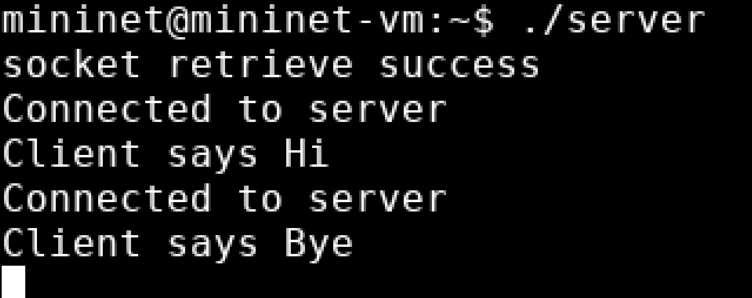 mininet@mininet-vm:~$ ./server
socket retrieve success
Connected to server
Client says Hi
Connected to server
Client says Bye